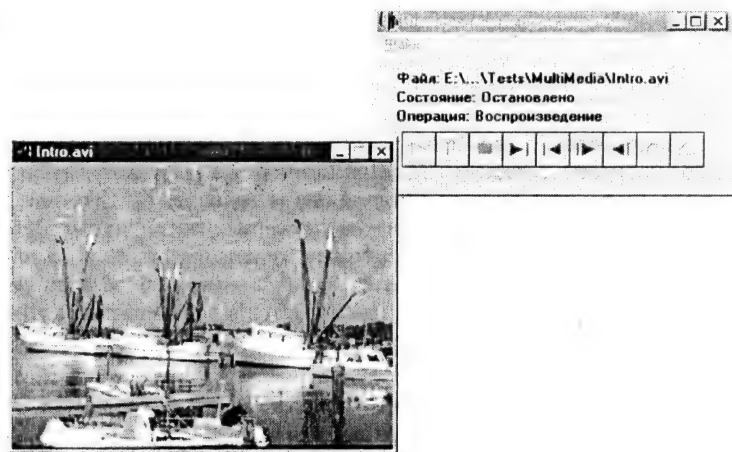 Файл: E:\...\Tests\MultiMedia\Intro.avi
Состояние: Остановлено
Операция: Воспроизведение
Intro.avi